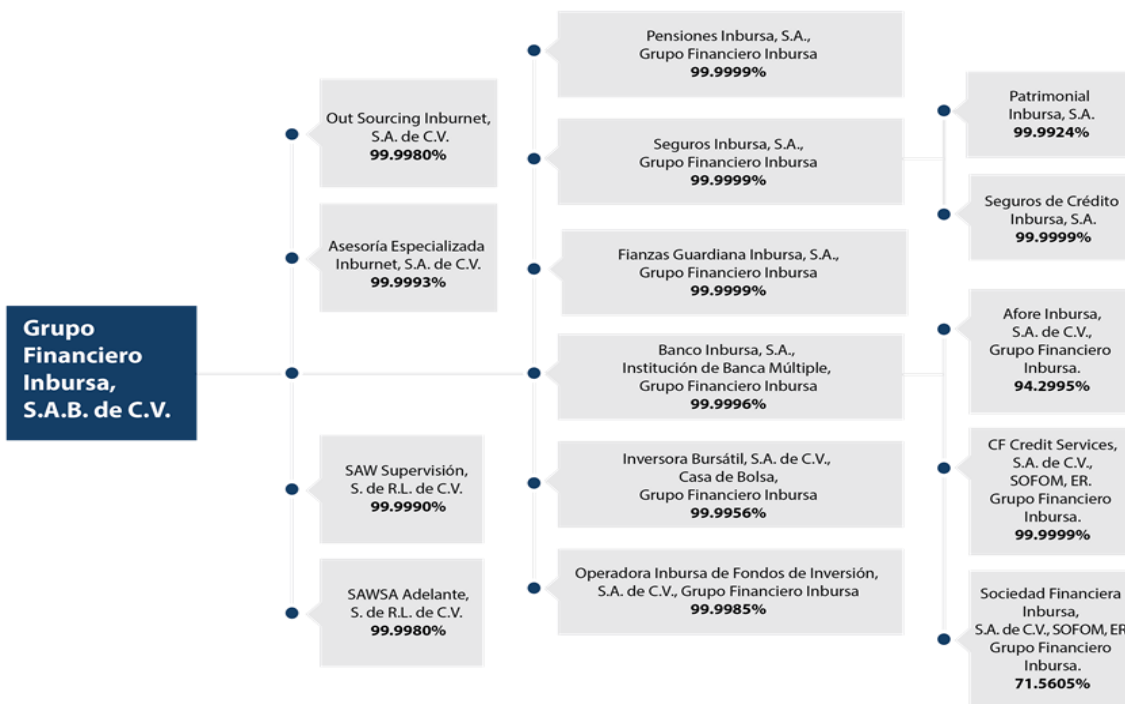 Grupo
Financiero
Inbursa,
S.A.B. de C.V.
Out Sourcing Inburnet,
S.A. de C.V.
99.9980%
Asesoría Especializada
Inburnet, S.A. de C.V.
99.9993%
SAW Supervisión,
S. de R.L. de C.V.
99.9990%
SAWSA Adelante,
S. de R.L. de C.V.
99.9980%
Pensiones Inbursa, S.A.,
Grupo Financiero Inbursa
99.9999%
Seguros Inbursa, S.A.,
Grupo Financiero Inbursa
99.9999%
Fianzas Guardiana Inbursa, S.A.,
Grupo Financiero Inbursa
99.9999%
Banco Inbursa, S.A.,
Institución de Banca Múltiple,
Grupo Financiero Inbursa
99.9996%
Inversora Bursátil, S.A. de C.V.,
Casa de Bolsa,
Grupo Financiero Inbursa
99.9956%
Operadora Inbursa de Fondos de Inversión,
S.A. de C.V., Grupo Financiero Inbursa
99.9985%
Patrimonial
Inbursa, S.A.
99.9924%
Seguros de Crédito
Inbursa, S.A.
99.9999%
Afore Inbursa,
S.A. de C.V.,
Grupo Financiero
Inbursa.
94.2995%
CF Credit Services,
S.A. de C.V.,
SOFOM, ER.
Grupo Financiero
Inbursa.
99.9999%
Sociedad Financiera
Inbursa,
S.A. de C.V., SOFOM, ER
Grupo Financiero
Inbursa.
71.5605%